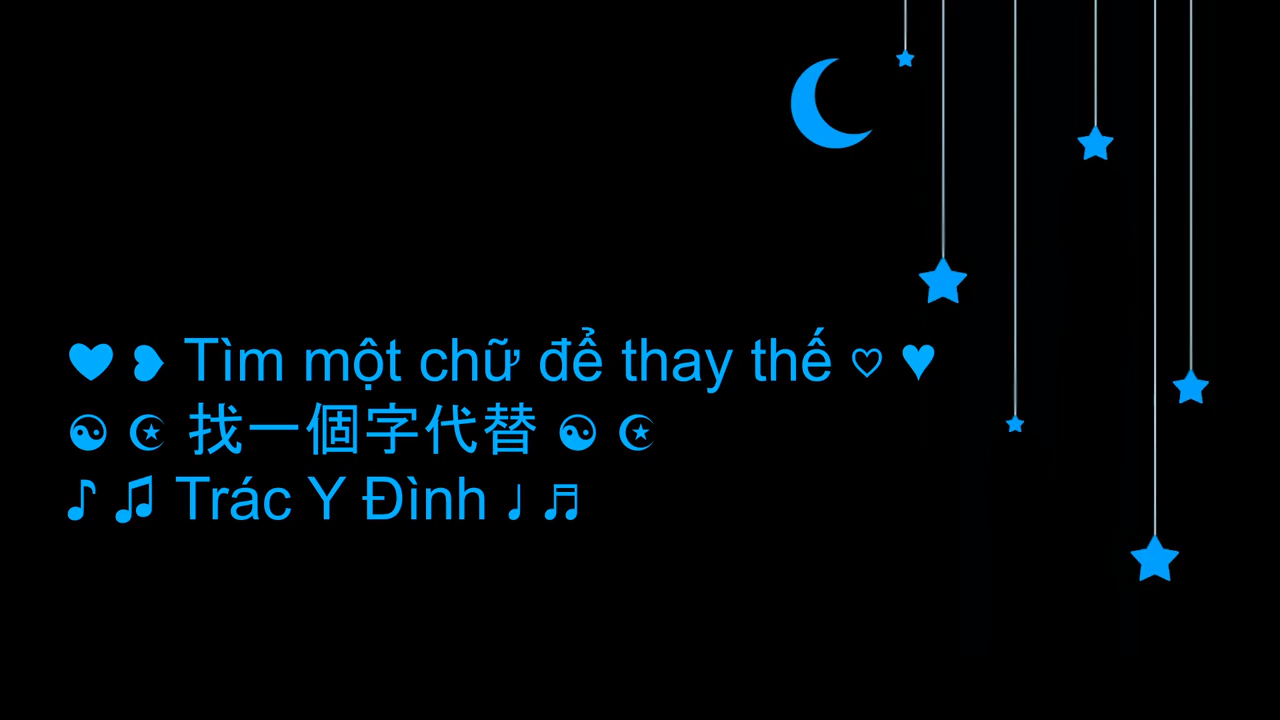 ♥ ❥ Tìm một chữ để thay thế ♡ ♥
☯ ☪ 找一個字代替 ☯ ☪
♪ ♫ Trác Y Đình ♩ ♬